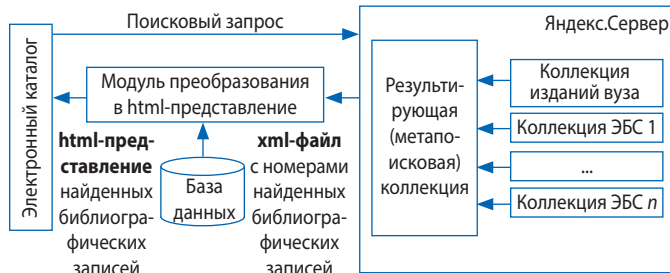 Электронный каталог
Поисковый запрос
Модуль преобразования
в html-представление
html-пред-
ставление
найденных
библиогра-
фических
записей
База
данных
xml-файл
с номерами
найденных
библиогра-
фических
записей
Яндекс.Сервер
Результи-
рующая
(метапо-
исковая)
коллекция
Коллекция
изданий вуза
Коллекция ЭБС 1
...
Коллекция ЭБС n